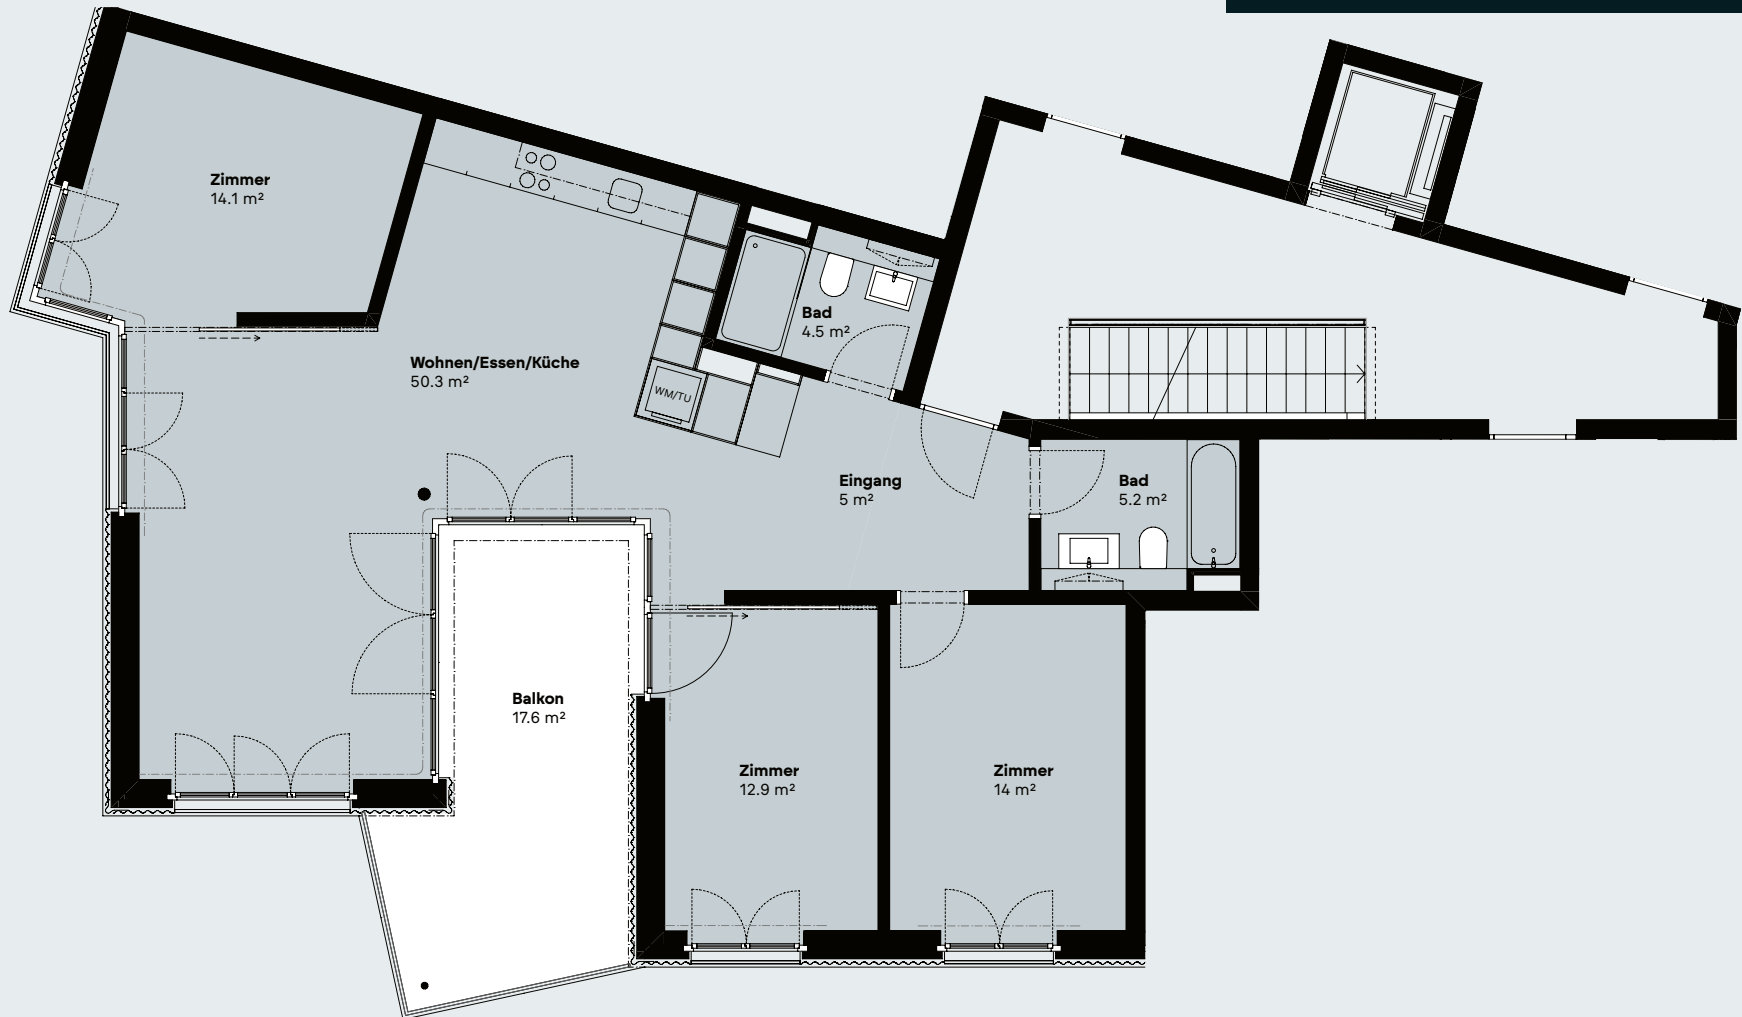 Zimmer
14.1 m²
Wohnen/Essen/Küche
50.3 m²
WM/TU
Bad
4.5 m²
Eingang
5 m²
Bad
5.2 m²
Balkon
17.6 m²
Zimmer
12.9 m²
Zimmer
14 m²